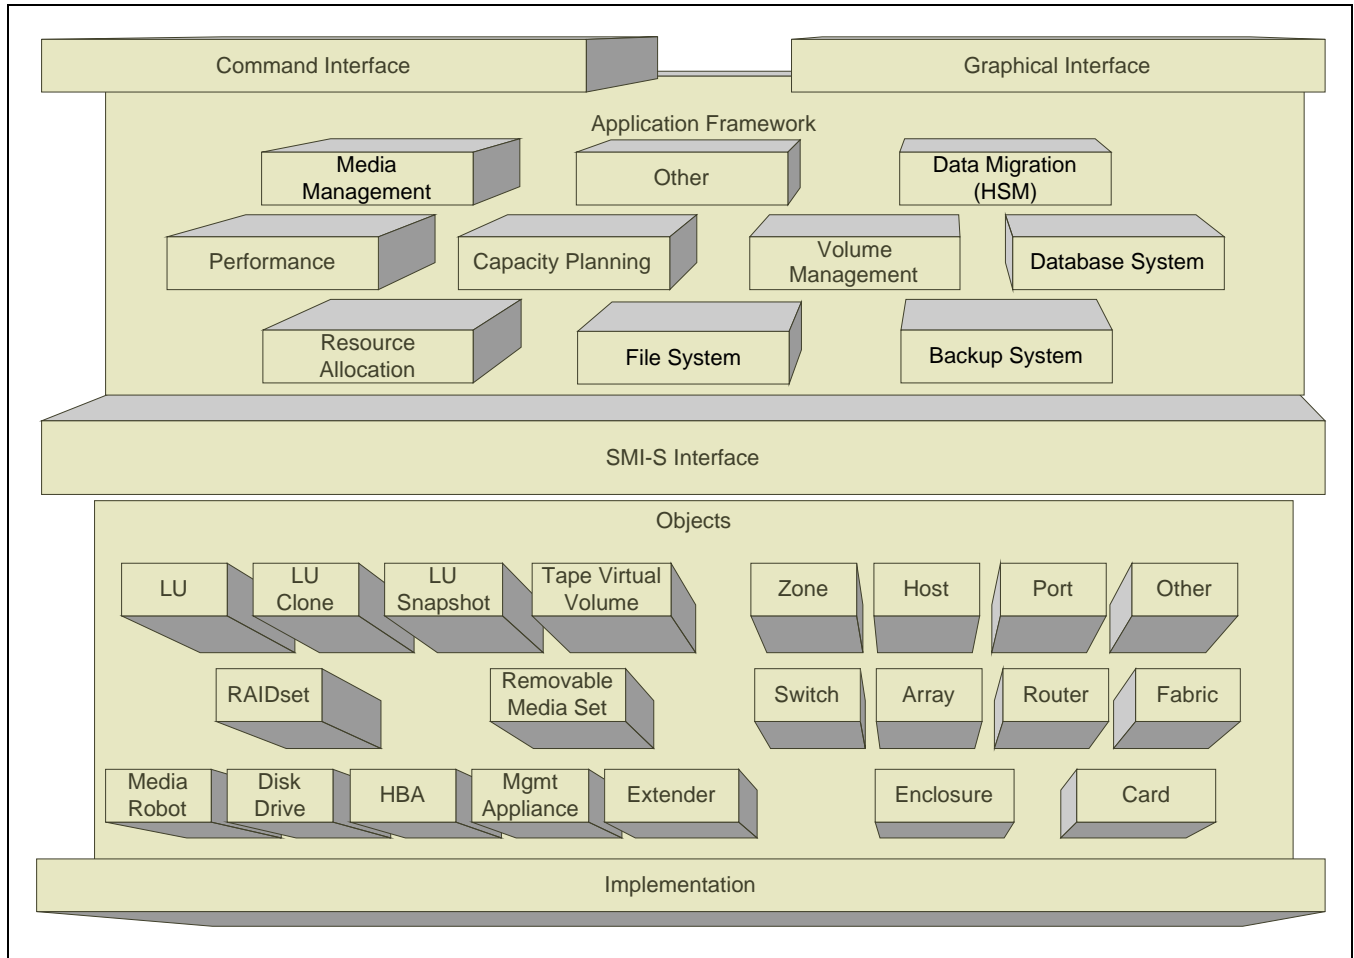 Command Interface
Graphical Interface
Application Framework
Media
Management
Other
Data Migration
(HSM)
Performance
Capacity Planning
Volume
Management
Database System
Resource
Allocation
File System
Backup System
SMI-S Interface
Objects
LU
LU
Clone
LU
Snapshot
Tape Virtual
Volume
Zone
Host
Port
Other
RAIDset
Removable
Media Set
Switch
Array
Router
Fabric
Media
Robot
Disk
Drive
HBA
Mgmt
Appliance
Extender
Enclosure
Card
Implementation